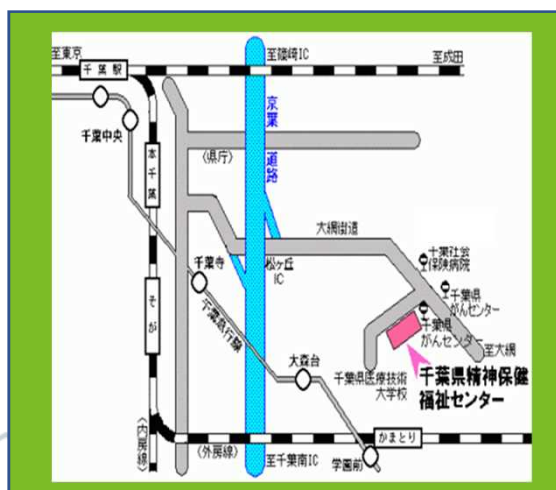 至東京
至篠崎IC
至成田
千葉駅
京葉
道路
千葉中央
本千葉
(県庁)
大網街道
千葉社会
保険病院
千葉寺
松ヶ丘
IC
千葉県
がんセンター
千葉急行線
そが
千葉県
がんセンター
至大網
大森台
千葉県医療技術
大学校
千葉県精神保健
福祉センター
(内房線)
(外房線)
かまとり
至千葉南IC
学園前